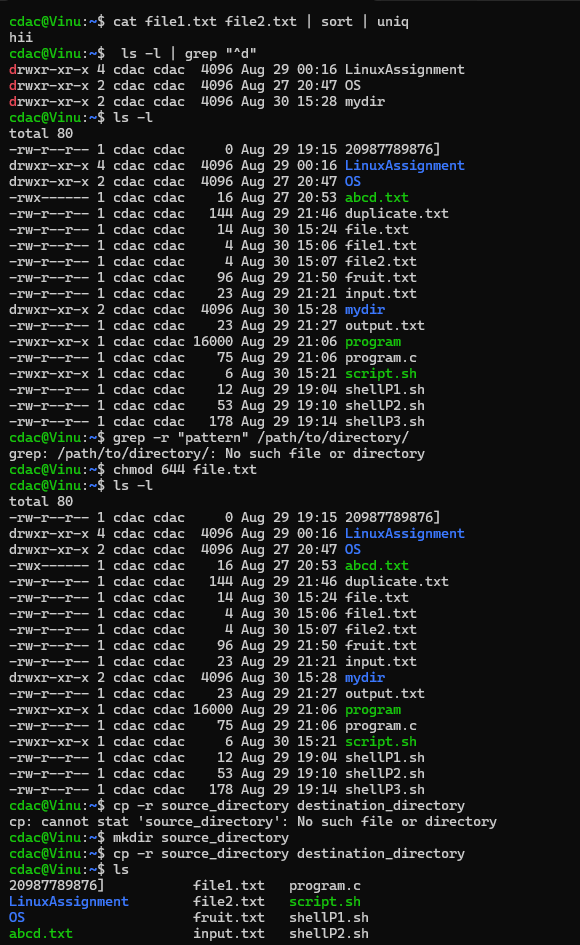 cdac@Vinu:~$ cat file1.txt file2.txt | sort | uniq
hii
cdac@Vinu:~$  ls -l | grep "^d"
drwxr-xr-x 4 cdac cdac  4096 Aug 29 00:16 LinuxAssignment
drwxr-xr-x 2 cdac cdac  4096 Aug 27 20:47 OS
drwxr-xr-x 2 cdac cdac  4096 Aug 30 15:28 mydir
cdac@Vinu:~$ ls -l
total 80
-rw-r--r-- 1 cdac cdac     0 Aug 29 19:15 20987789876]
drwxr-xr-x 4 cdac cdac  4096 Aug 29 00:16 LinuxAssignment
drwxr-xr-x 2 cdac cdac  4096 Aug 27 20:47 OS
-rwx------ 1 cdac cdac    16 Aug 27 20:53 abcd.txt
-rw-r--r-- 1 cdac cdac   144 Aug 29 21:46 duplicate.txt
-rw-r--r-- 1 cdac cdac    14 Aug 30 15:24 file.txt
-rw-r--r-- 1 cdac cdac     4 Aug 30 15:06 file1.txt
-rw-r--r-- 1 cdac cdac     4 Aug 30 15:07 file2.txt
-rw-r--r-- 1 cdac cdac    96 Aug 29 21:50 fruit.txt
-rw-r--r-- 1 cdac cdac    23 Aug 29 21:21 input.txt
drwxr-xr-x 2 cdac cdac  4096 Aug 30 15:28 mydir
-rw-r--r-- 1 cdac cdac    23 Aug 29 21:27 output.txt
-rwxr-xr-x 1 cdac cdac 16000 Aug 29 21:06 program
-rw-r--r-- 1 cdac cdac    75 Aug 29 21:06 program.c
-rwxr-xr-x 1 cdac cdac     6 Aug 30 15:21 script.sh
-rw-r--r-- 1 cdac cdac    12 Aug 29 19:04 shellP1.sh
-rw-r--r-- 1 cdac cdac    53 Aug 29 19:10 shellP2.sh
-rw-r--r-- 1 cdac cdac   178 Aug 29 19:14 shellP3.sh
cdac@Vinu:~$ grep -r "pattern" /path/to/directory/
grep: /path/to/directory/: No such file or directory
cdac@Vinu:~$ chmod 644 file.txt
cdac@Vinu:~$ ls -l
total 80
-rw-r--r-- 1 cdac cdac     0 Aug 29 19:15 20987789876]
drwxr-xr-x 4 cdac cdac  4096 Aug 29 00:16 LinuxAssignment
drwxr-xr-x 2 cdac cdac  4096 Aug 27 20:47 OS
-rwx------ 1 cdac cdac    16 Aug 27 20:53 abcd.txt
-rw-r--r-- 1 cdac cdac   144 Aug 29 21:46 duplicate.txt
-rw-r--r-- 1 cdac cdac    14 Aug 30 15:24 file.txt
-rw-r--r-- 1 cdac cdac     4 Aug 30 15:06 file1.txt
-rw-r--r-- 1 cdac cdac     4 Aug 30 15:07 file2.txt
-rw-r--r-- 1 cdac cdac    96 Aug 29 21:50 fruit.txt
-rw-r--r-- 1 cdac cdac    23 Aug 29 21:21 input.txt
drwxr-xr-x 2 cdac cdac  4096 Aug 30 15:28 mydir
-rw-r--r-- 1 cdac cdac    23 Aug 29 21:27 output.txt
-rwxr-xr-x 1 cdac cdac 16000 Aug 29 21:06 program
-rw-r--r-- 1 cdac cdac    75 Aug 29 21:06 program.c
-rwxr-xr-x 1 cdac cdac     6 Aug 30 15:21 script.sh
-rw-r--r-- 1 cdac cdac    12 Aug 29 19:04 shellP1.sh
-rw-r--r-- 1 cdac cdac    53 Aug 29 19:10 shellP2.sh
-rw-r--r-- 1 cdac cdac   178 Aug 29 19:14 shellP3.sh
cdac@Vinu:~$ cp -r source_directory destination_directory
cp: cannot stat 'source_directory': No such file or directory
cdac@Vinu:~$ mkdir source_directory
cdac@Vinu:~$ cp -r source_directory destination_directory
cdac@Vinu:~$ ls
20987789876]           file1.txt   program.c
LinuxAssignment        file2.txt   script.sh
OS                     fruit.txt   shellP1.sh
abcd.txt               input.txt   shellP2.sh